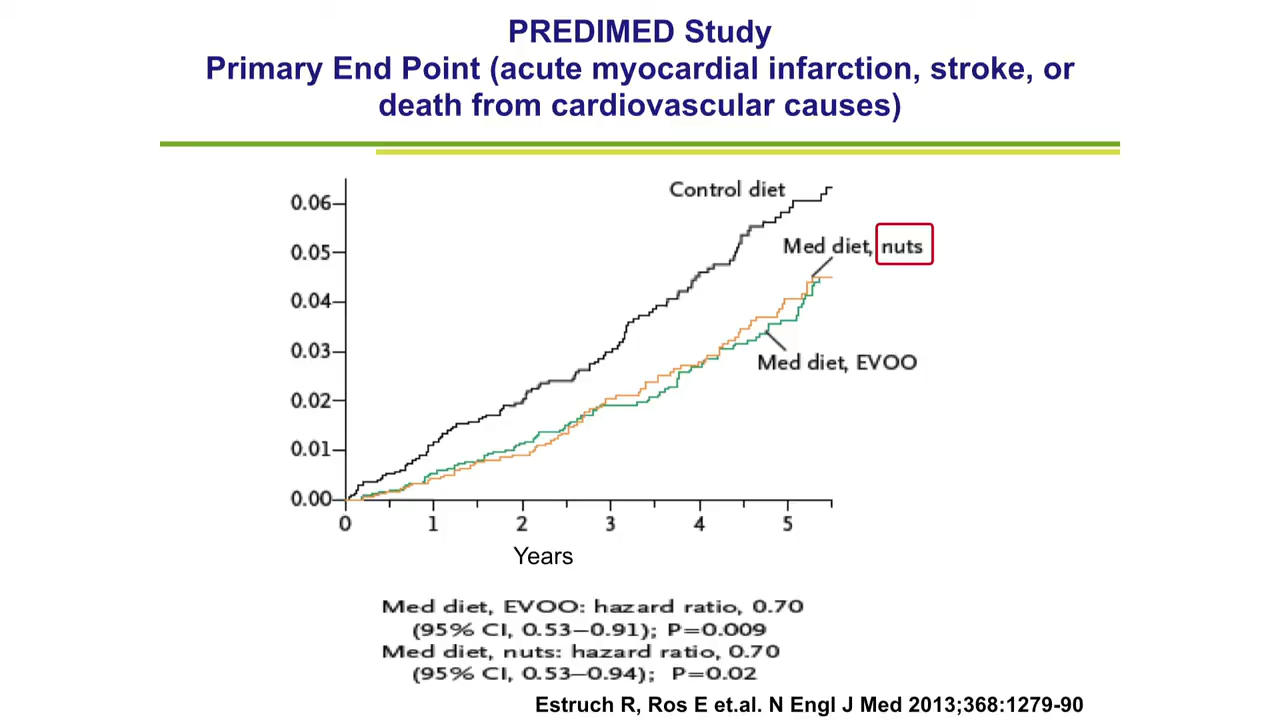 PREDIMED Study
Primary End Point (acute myocardial infarction, stroke, or
death from cardiovascular causes)
Control diet
0.06
Med diet, nuts
0.05
0.04
0.03
Med diet, EVOO
0.02
0.01
0.00
0 1 2 3 4 5
Years
Med diet, EVOO: hazard ratio, 0.70
(95% CI, 0.53–0.91); P=0.009
Med diet, nuts: hazard ratio, 0.70
(95% CI, 0.53–0.94); P=0.02
Estruch R, Ros E et.al. N Engl J Med 2013;368:1279-90